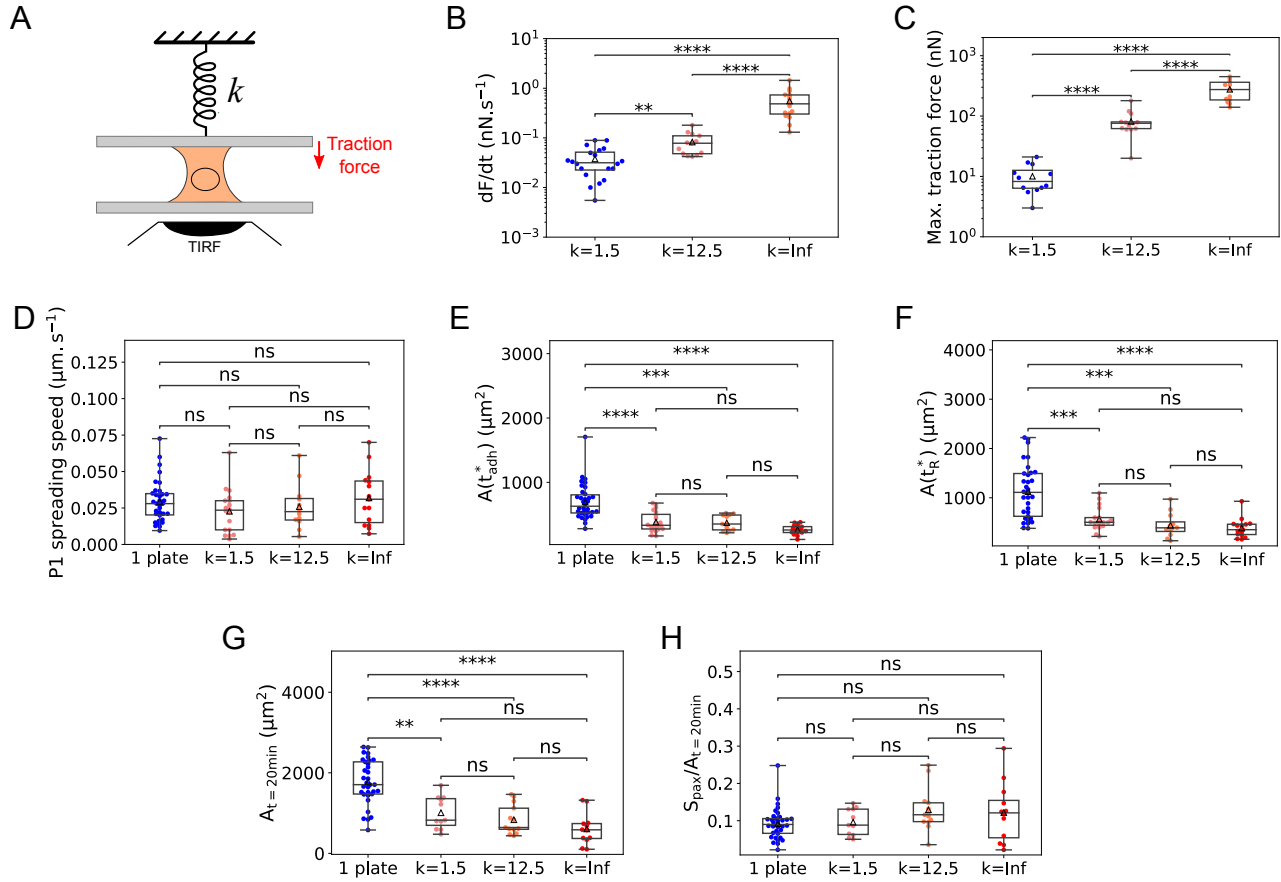 A
k
Traction
force
TIRF
B
dF/dt (nN.s⁻¹)
10¹
10⁰
10⁻¹
10⁻²
10⁻³
****
****
**
k=1.5 k=12.5 k=Inf
C
Max. traction force (nN)
10³
10²
10¹
10⁰
****
****
****
k=1.5 k=12.5 k=Inf
D
P1 spreading speed (μm.s⁻¹)
0.125
0.100
0.075
0.050
0.025
0.000
ns
ns
ns
ns
ns
ns
1 plate k=1.5 k=12.5 k=Inf
E
A(t*adh) (μm²)
3000
2000
1000
****
***
ns
****
ns
ns
1 plate k=1.5 k=12.5 k=Inf
F
A(t*R) (μm²)
4000
3000
2000
1000
****
***
ns
***
ns
ns
1 plate k=1.5 k=12.5 k=Inf
G
A t = 20min (μm²)
4000
2000
0
****
****
ns
**
ns
ns
1 plate k=1.5 k=12.5 k=Inf
H
Spax/At = 20min
0.5
0.4
0.3
0.2
0.1
ns
ns
ns
ns
ns
ns
1 plate k=1.5 k=12.5 k=Inf